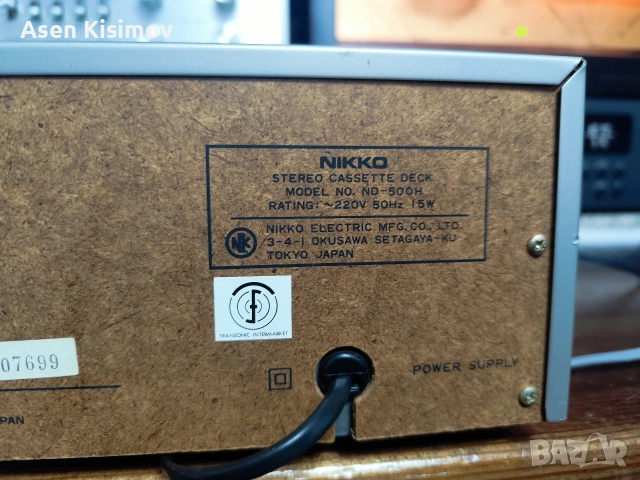 Asen Kisimov
NIKKO
STEREO CASSETTE DECK
MODEL NO. ND-500H
RATING: ~220V 50Hz 15W
NK
NIKKO ELECTRIC MFG. CO., LTD.
3-4-1 OKUSAWA SETAGAYA-KU
TOKYO JAPAN
TRANSONIC INTERMARKET
07699
POWER SUPPLY
PAN
BAZAR